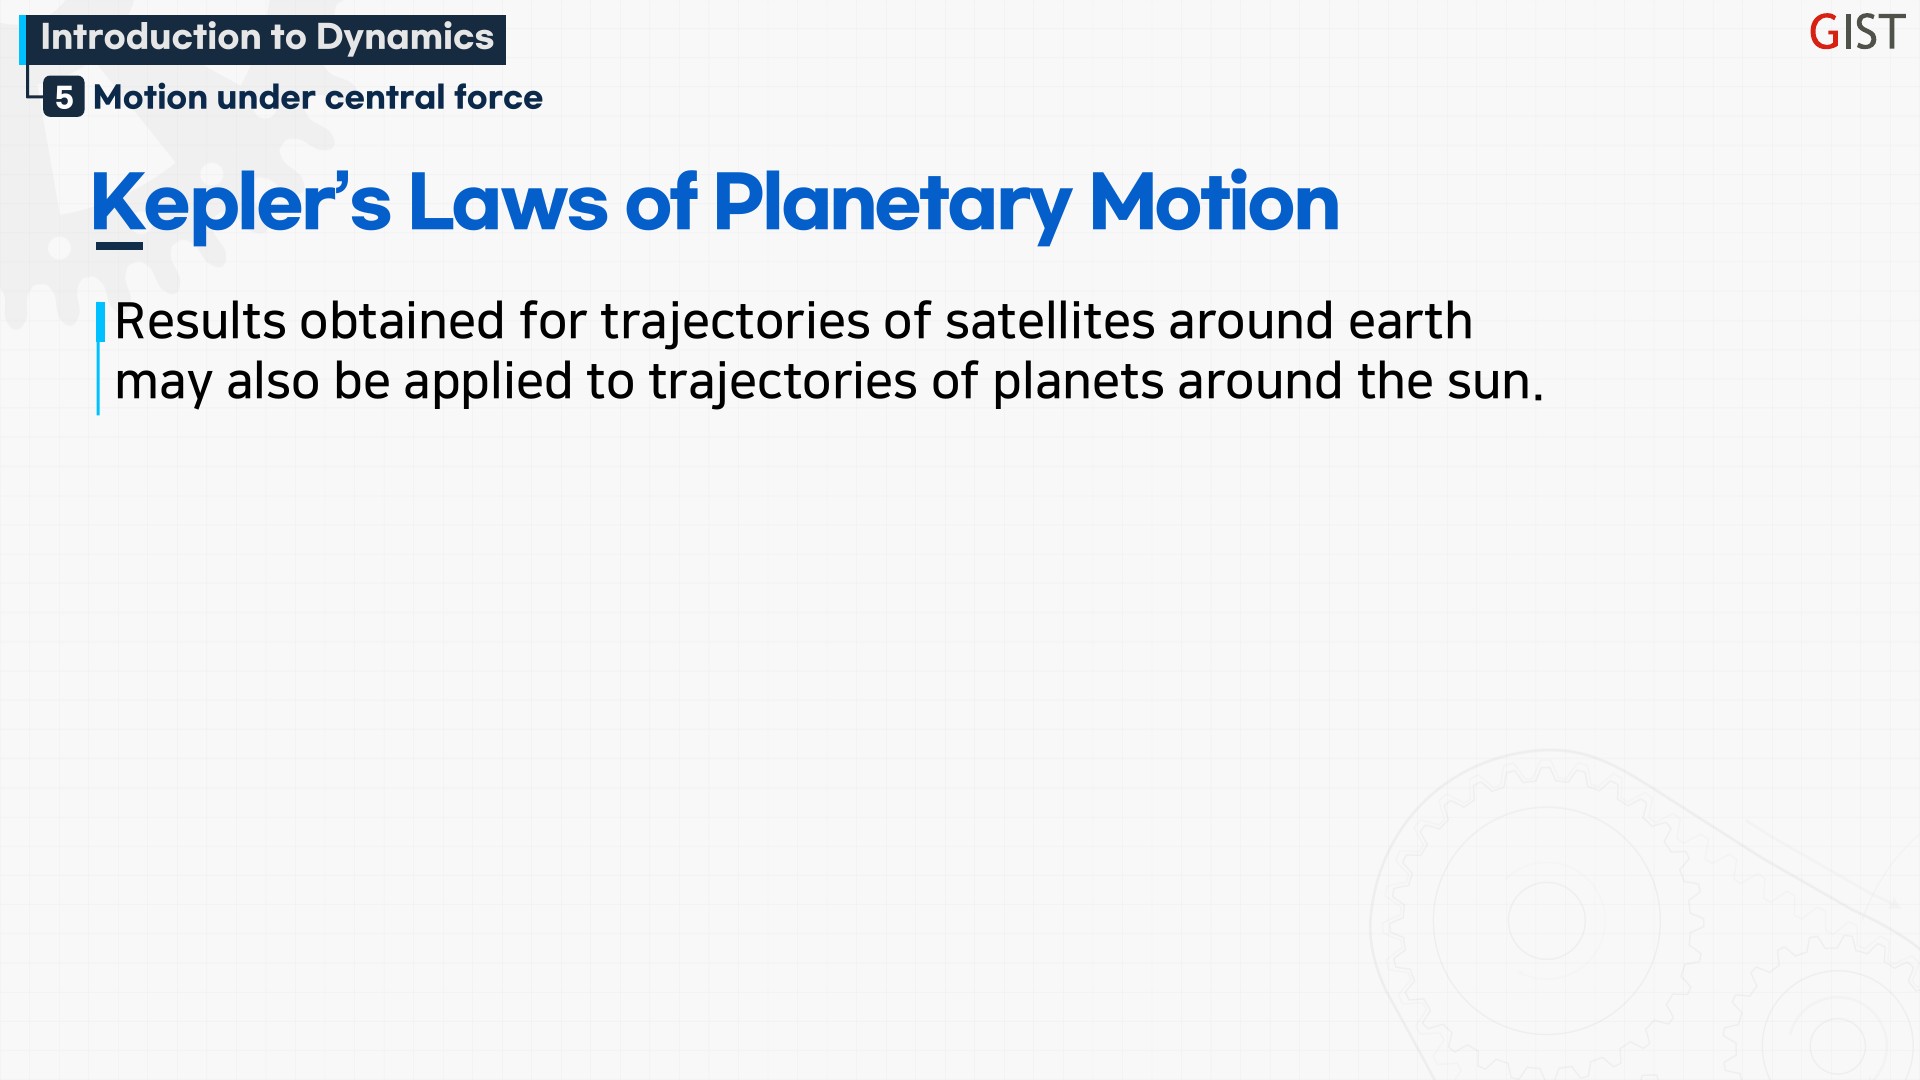 Introduction to Dynamics
GIST
5 Motion under central force
Kepler’s Laws of Planetary Motion
Results obtained for trajectories of satellites around earth
may also be applied to trajectories of planets around the sun.